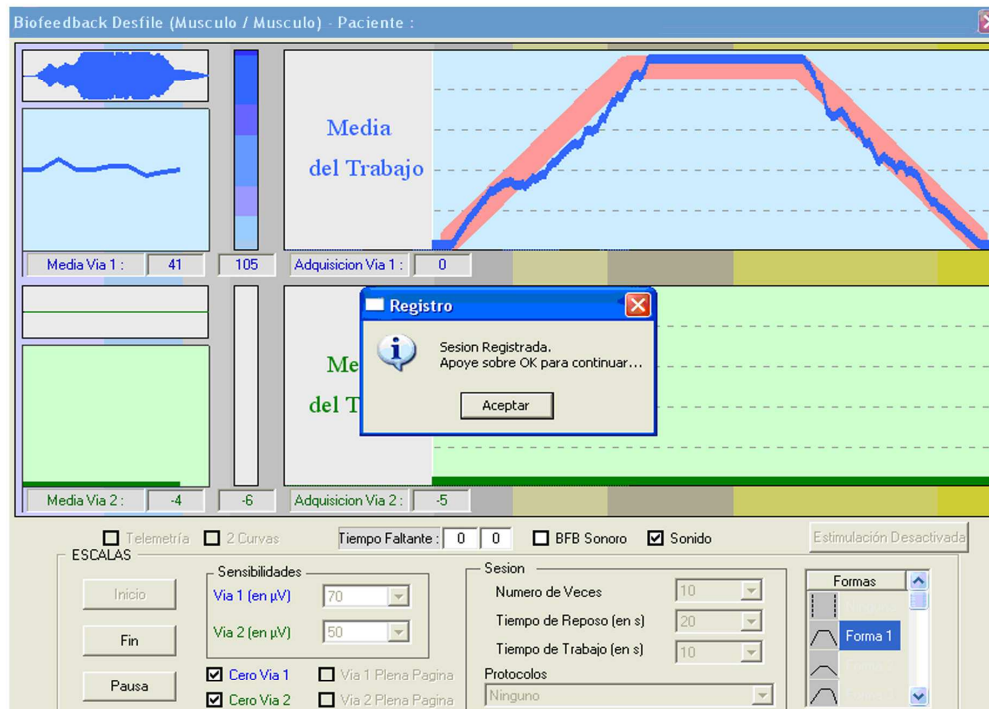 Biofeedback Desfile (Musculo / Musculo) - Paciente :
Media
del Trabajo
Media Via 1 : 41 105 Adquisicion Via 1 : 0
Registro
Sesion Registrada.
Apoye sobre OK para continuar...
Aceptar
Me
del T
Media Via 2 : -4 -6 Adquisicion Via 2 : -5
Telemetría 2 Curvas Tiempo Faltante : 0 0 BFB Sonoro Sonido Estimulación Desactivada
ESCALAS
Inicio
Fin
Pausa
Sensibilidades
Via 1 (en µV) 70
Via 2 (en µV) 50
Cero Via 1 Via 1 Plena Pagina
Cero Via 2 Via 2 Plena Pagina
Sesion
Numero de Veces 10
Tiempo de Reposo (en s) 20
Tiempo de Trabajo (en s) 10
Protocolos
Ninguno
Formas
Forma 1